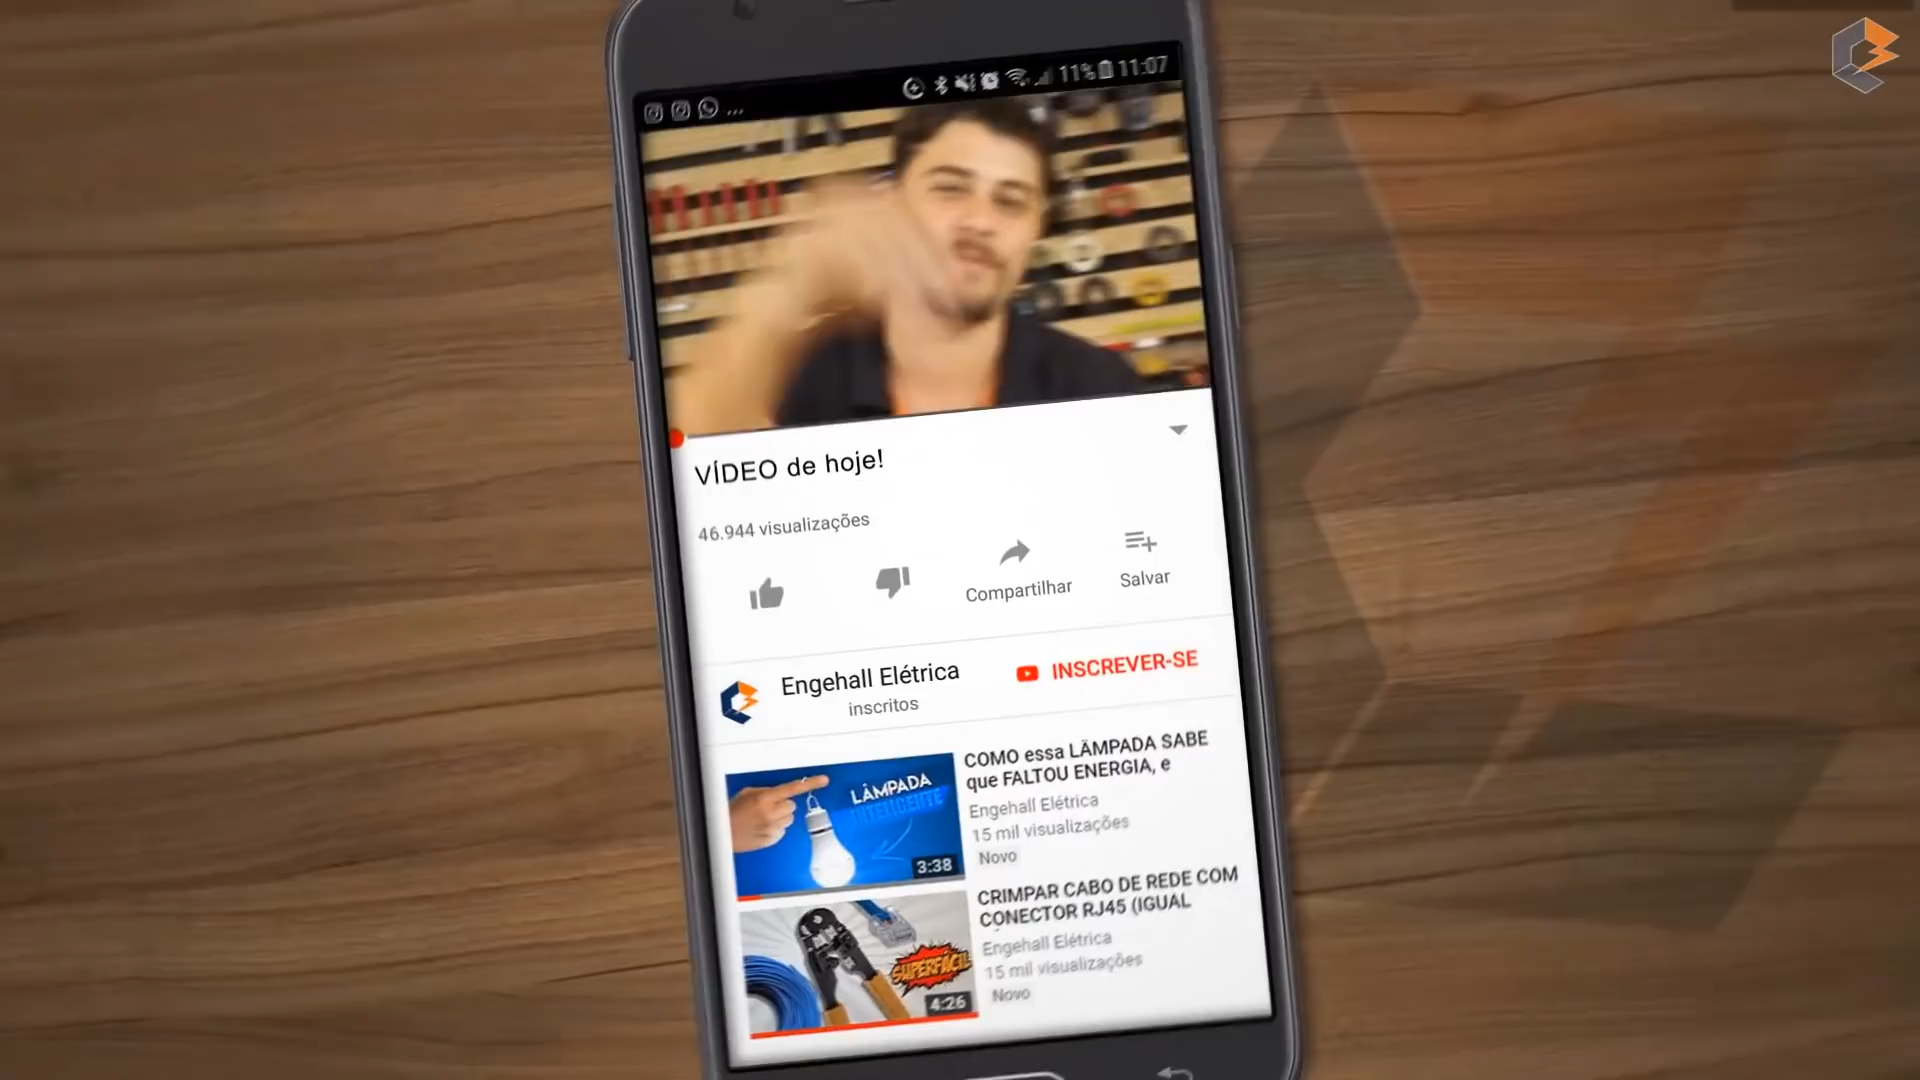 11% 11:07
VÍDEO de hoje!
46.944 visualizações
Compartilhar
Salvar
Engehall Elétrica
inscritos
INSCREVER-SE
LÂMPADA
INTELIGENTE
3:38
COMO essa LÂMPADA SABE
que FALTOU ENERGIA, e
Engehall Elétrica
15 mil visualizações
Novo
SUPERFÁCIL
4:26
CRIMPAR CABO DE REDE COM
CONECTOR RJ45 (IGUAL
Engehall Elétrica
15 mil visualizações
Novo